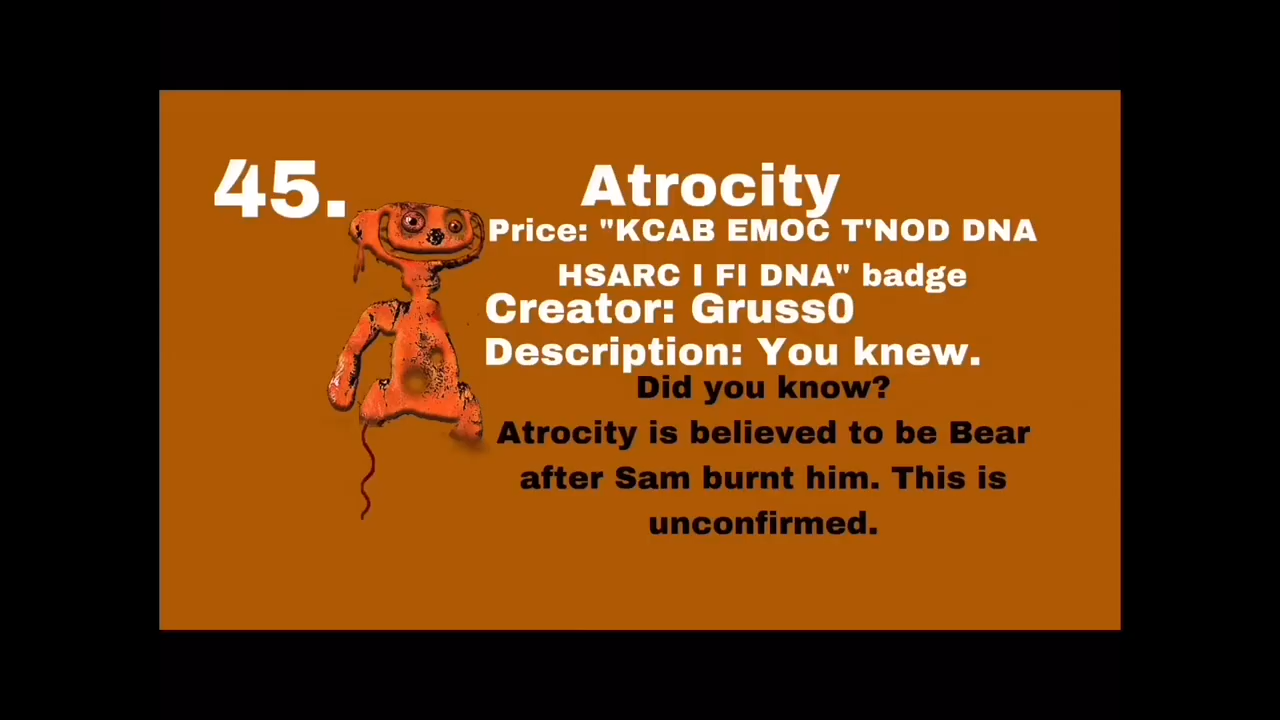 45.
Atrocity
Price: "KCAB EMOC T'NOD DNA
HSARC I FI DNA" badge
Creator: Gruss0
Description: You knew.
Did you know?
Atrocity is believed to be Bear
after Sam burnt him. This is
unconfirmed.